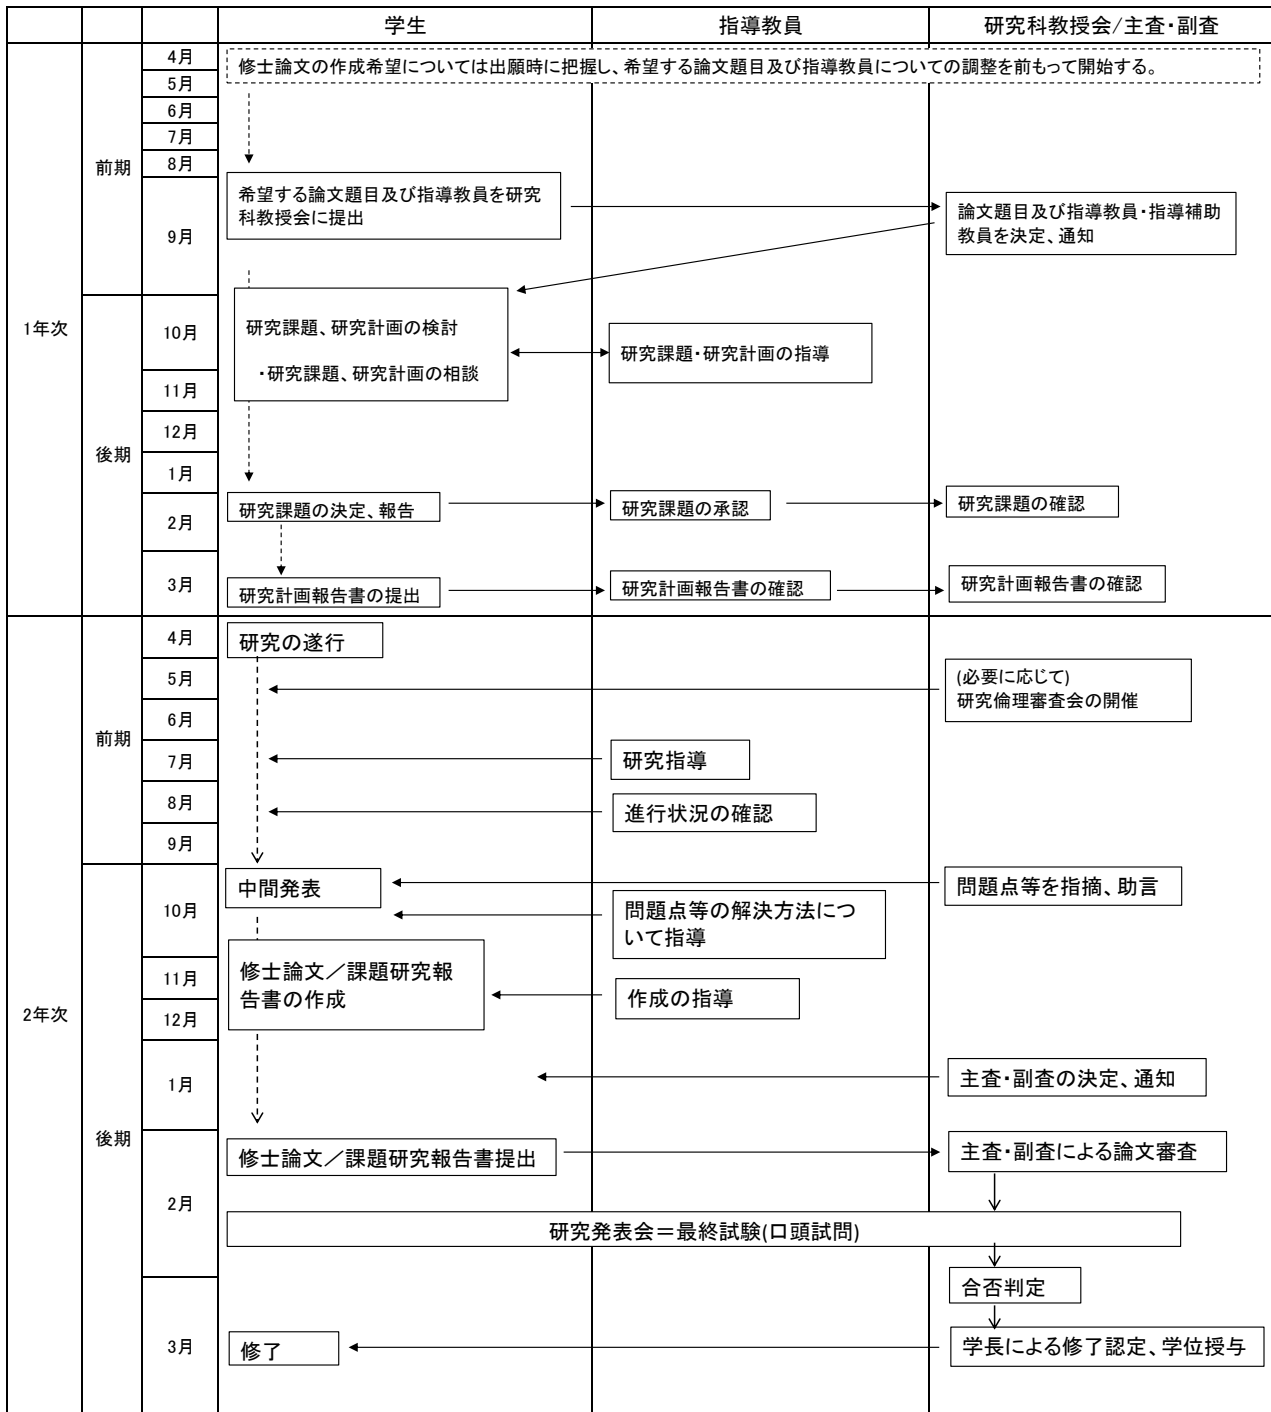 学生
指導教員
研究科教授会/主査・副査
1年次
前期
4月
修士論文の作成希望については出願時に把握し、希望する論文題目及び指導教員についての調整を前もって開始する。
5月
6月
7月
8月
9月
希望する論文題目及び指導教員を研究
科教授会に提出
論文題目及び指導教員・指導補助
教員を決定、通知
後期
10月
研究課題、研究計画の検討
・研究課題、研究計画の相談
研究課題・研究計画の指導
11月
12月
1月
2月
研究課題の決定、報告
研究課題の承認
研究課題の確認
3月
研究計画報告書の提出
研究計画報告書の確認
研究計画報告書の確認
2年次
前期
4月
研究の遂行
5月
(必要に応じて)
研究倫理審査会の開催
6月
7月
研究指導
8月
進行状況の確認
9月
後期
10月
中間発表
問題点等を指摘、助言
問題点等の解決方法につ
いて指導
11月
修士論文／課題研究報
告書の作成
作成の指導
12月
1月
主査・副査の決定、通知
2月
修士論文／課題研究報告書提出
主査・副査による論文審査
研究発表会＝最終試験(口頭試問)
合否判定
3月
修了
学長による修了認定、学位授与